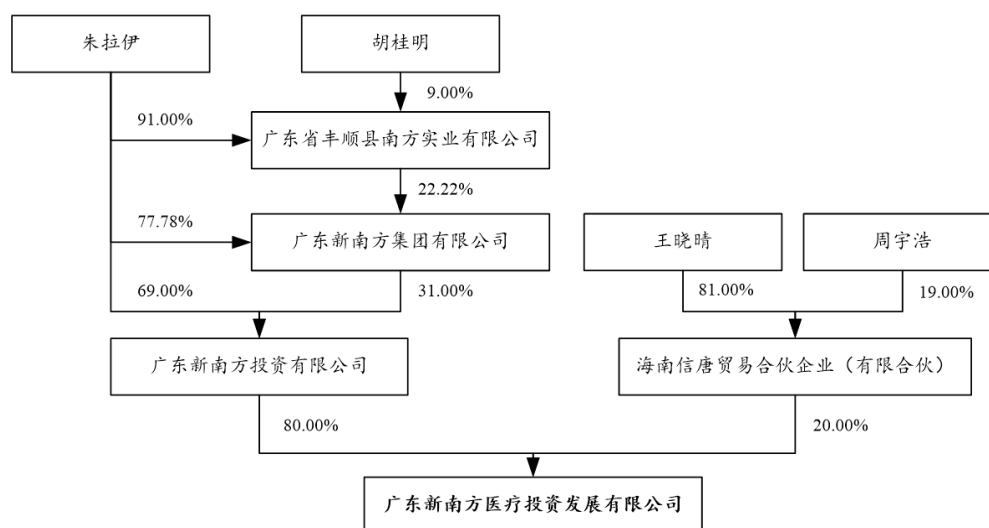 朱拉伊
胡桂明
9.00%
91.00%
广东省丰顺县南方实业有限公司
22.22%
77.78%
广东新南方集团有限公司
王晓晴
周宇浩
69.00%
31.00%
81.00%
19.00%
广东新南方投资有限公司
海南信唐贸易合伙企业（有限合伙）
80.00%
20.00%
广东新南方医疗投资发展有限公司